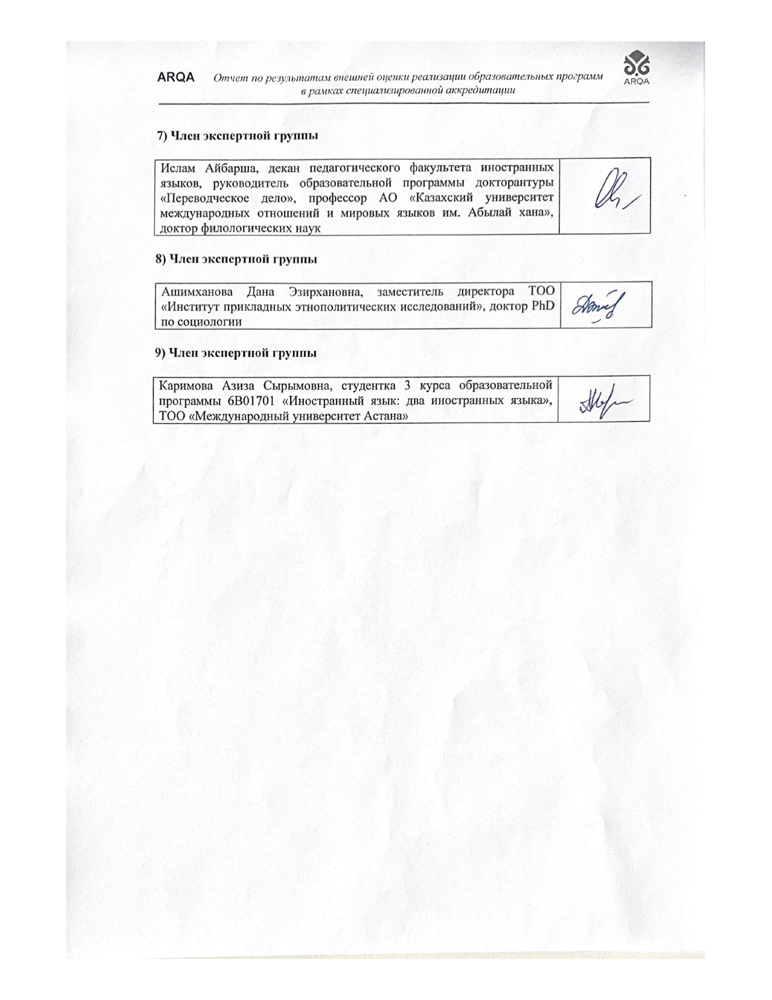 ARQA
Отчет по результатам внешней оценки реализации образовательных программ
в рамках специализированной аккредитации
ARQA
7) Член экспертной группы
Ислам Айбарша, декан педагогического факультета иностранных
языков, руководитель образовательной программы докторантуры
«Переводческое дело», профессор АО «Казахский университет
международных отношений и мировых языков им. Абылай хана»,
доктор филологических наук
8) Член экспертной группы
Ашимханова Дана Эзирхановна, заместитель директора ТОО
«Институт прикладных этнополитических исследований», доктор PhD
по социологии
9) Член экспертной группы
Каримова Азиза Сырымовна, студентка 3 курса образовательной
программы 6В01701 «Иностранный язык: два иностранных языка»,
ТОО «Международный университет Астана»